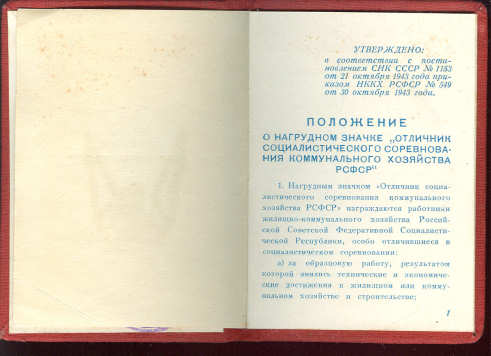 УТВЕРЖДЕНО:
в соответствии с поста-
новлением СНК СССР № 1153
от 21 октября 1943 года при-
казом НККХ РСФСР № 549
от 30 октября 1943 года.
ПОЛОЖЕНИЕ
О НАГРУДНОМ ЗНАЧКЕ „ОТЛИЧНИК
СОЦИАЛИСТИЧЕСКОГО СОРЕВНОВА-
НИЯ КОММУНАЛЬНОГО ХОЗЯЙСТВА
РСФСР"
1. Нагрудным значком «Отличник социа-
листического соревнования коммунального
хозяйства РСФСР» награждаются работники
жилищно-коммунального хозяйства Россий-
ской Советской Федеративной Социалисти-
ческой Республики, особо отличившиеся в
социалистическом соревновании:
а) за образцовую работу, результатом
которой явились технические и экономиче-
ские достижения в жилищном или комму-
нальном хозяйстве и строительстве;
1